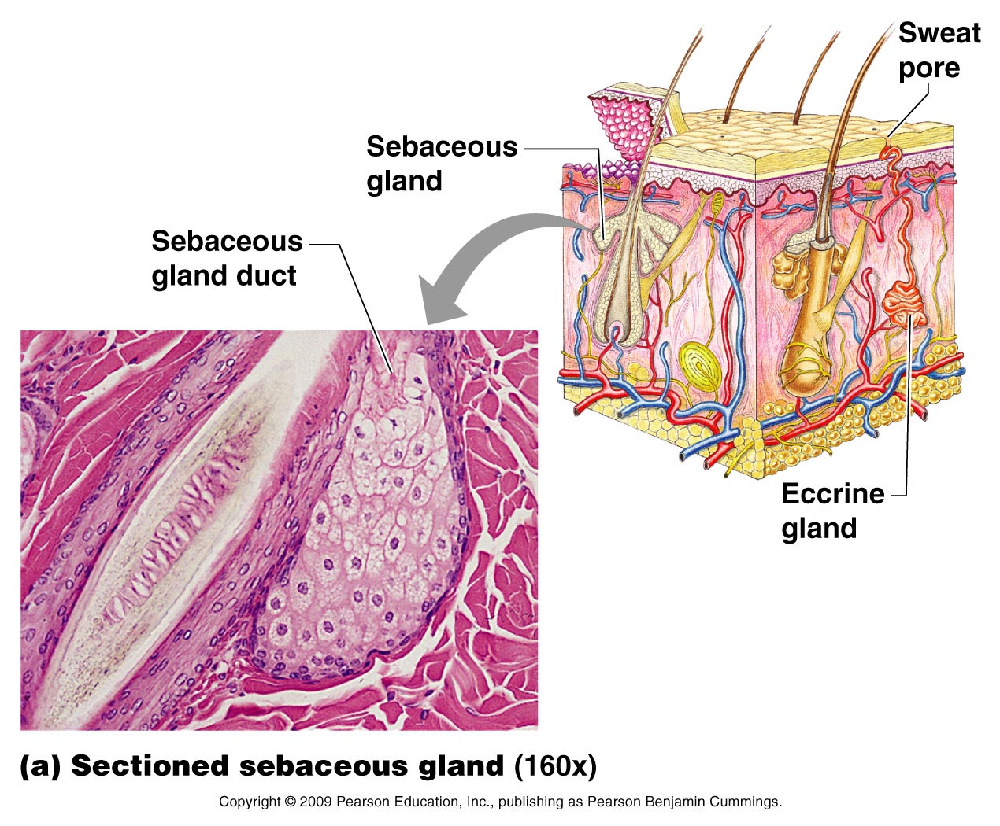 Sweat
pore
Sebaceous
gland
Sebaceous
gland duct
Eccrine
gland
(a) Sectioned sebaceous gland (160x)
Copyright © 2009 Pearson Education, Inc., publishing as Pearson Benjamin Cummings.